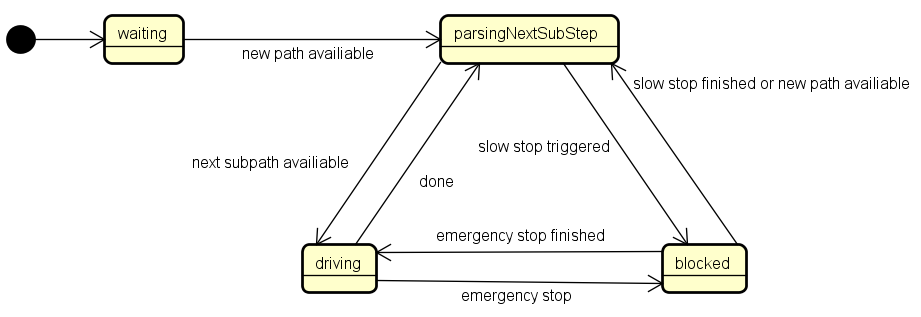 waiting
parsingNextSubStep
new path availiable
slow stop finished or new path availiable
slow stop triggered
next subpath availiable
done
emergency stop finished
driving
blocked
emergency stop